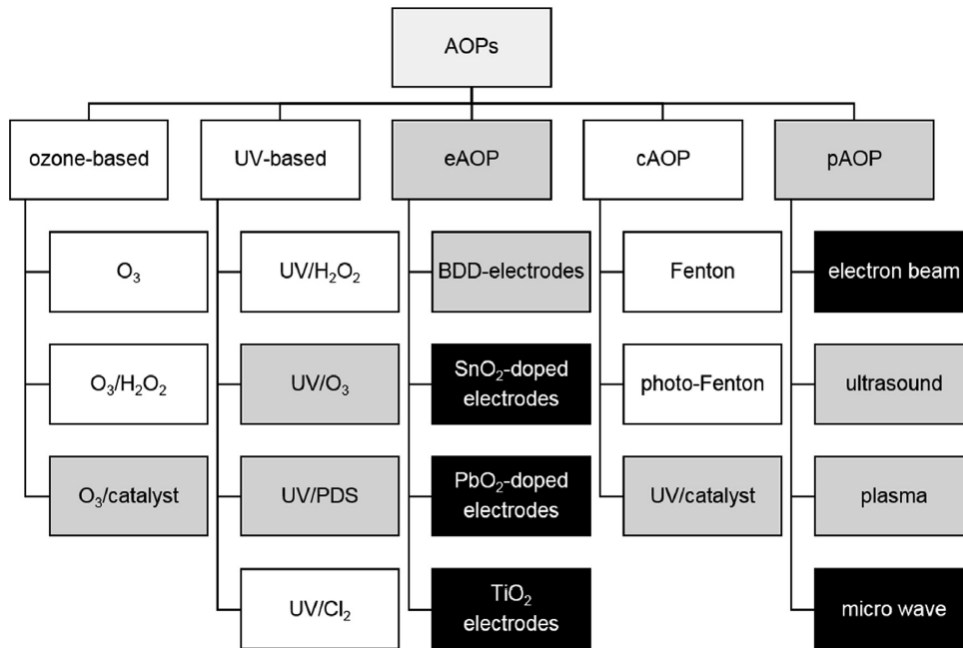 AOPs
ozone-based
UV-based
eAOP
cAOP
pAOP
O₃
UV/H₂O₂
BDD-electrodes
Fenton
electron beam
O₃/H₂O₂
UV/O₃
SnO₂-doped
electrodes
photo-Fenton
ultrasound
O₃/catalyst
UV/PDS
PbO₂-doped
electrodes
UV/catalyst
plasma
UV/Cl₂
TiO₂
electrodes
micro wave